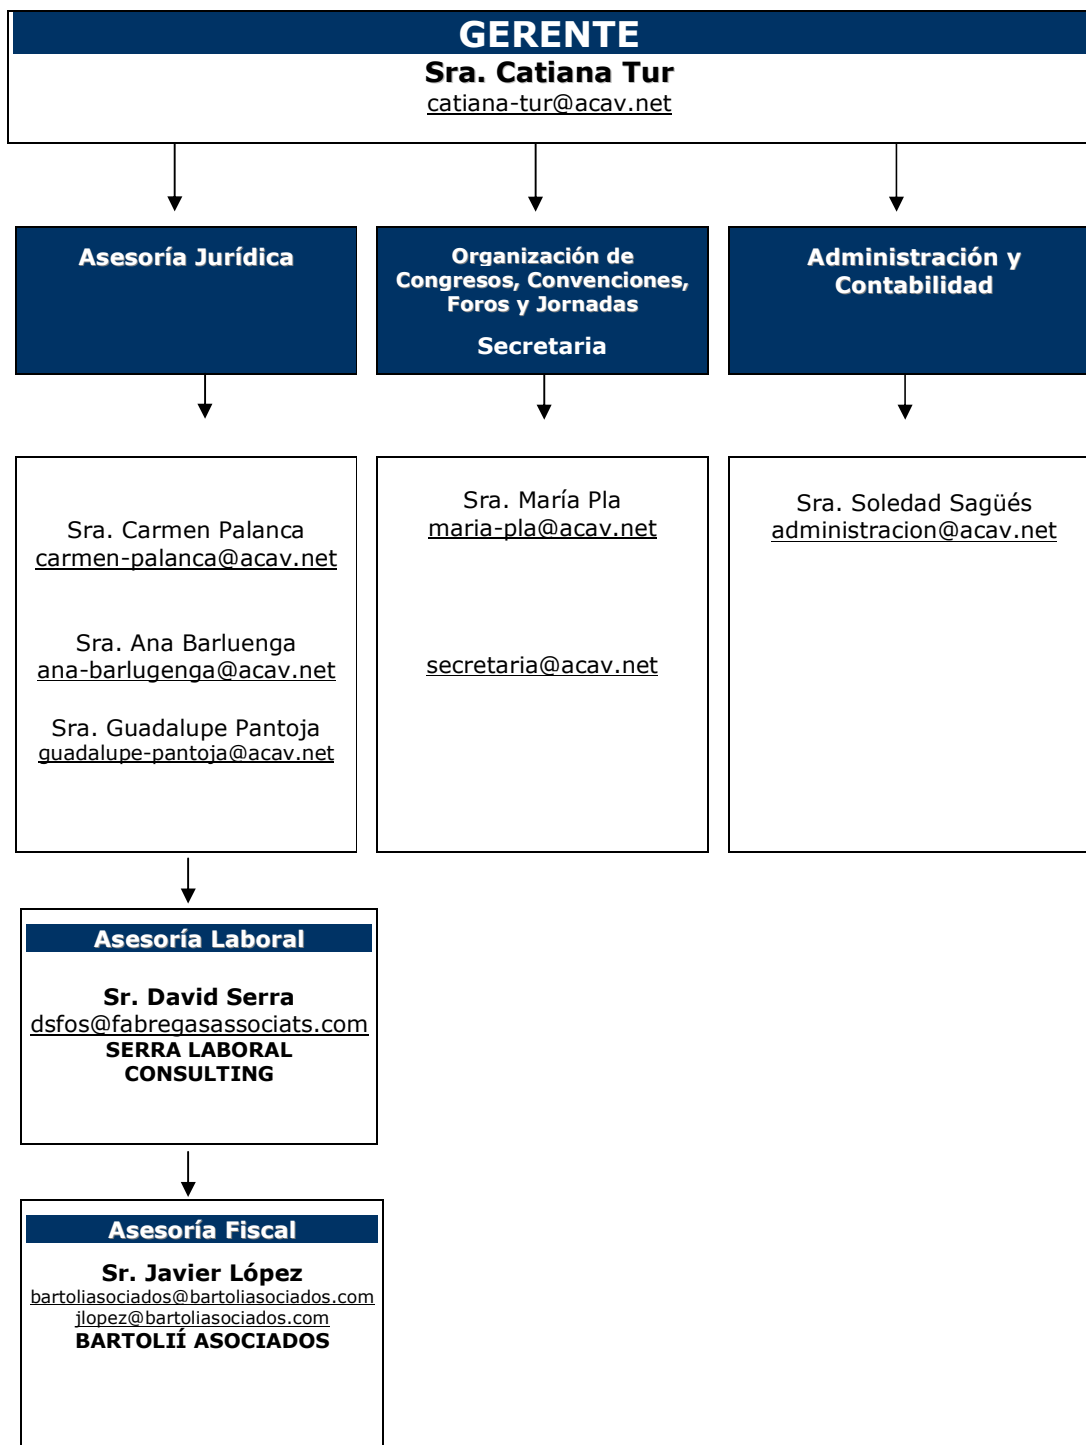 GERENTE
Sra. Catiana Tur
catiana-tur@acav.net
Asesoría Jurídica
Organización de
Congresos, Convenciones,
Foros y Jornadas
Secretaria
Administración y
Contabilidad
Sra. Carmen Palanca
carmen-palanca@acav.net
Sra. Ana Barluenga
ana-barlugenga@acav.net
Sra. Guadalupe Pantoja
guadalupe-pantoja@acav.net
Sra. María Pla
maria-pla@acav.net
secretaria@acav.net
Sra. Soledad Sagüés
administracion@acav.net
Asesoría Laboral
Sr. David Serra
dsfos@fabregasassociats.com
SERRA LABORAL
CONSULTING
Asesoría Fiscal
Sr. Javier López
bartoliasociados@bartoliasociados.com
jlopez@bartoliasociados.com
BARTOLIÍ ASOCIADOS